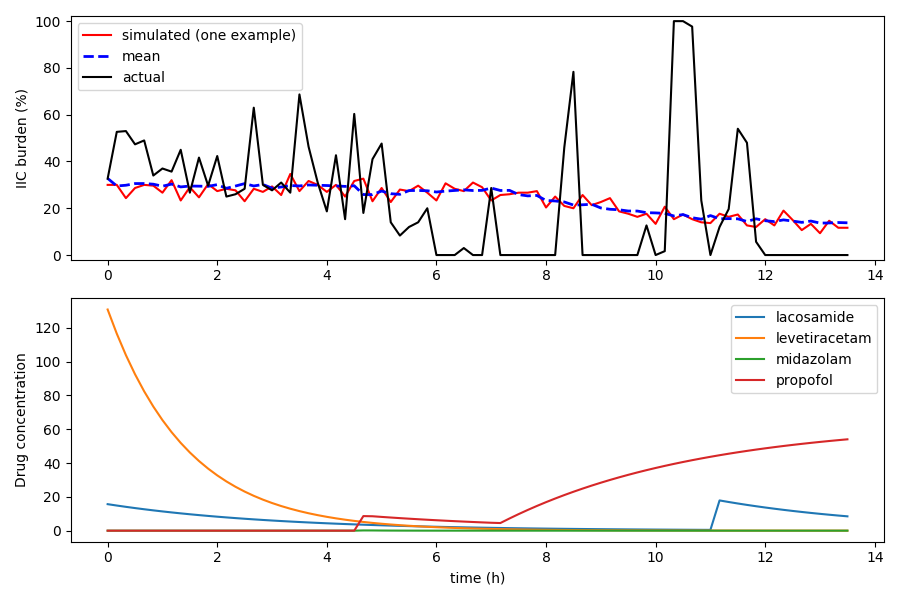 100
80
60
40
20
0
IIC burden (%)
simulated (one example)
mean
actual
0 2 4 6 8 10 12 14
120
100
80
60
40
20
0
Drug concentration
lacosamide
levetiracetam
midazolam
propofol
0 2 4 6 8 10 12 14
time (h)